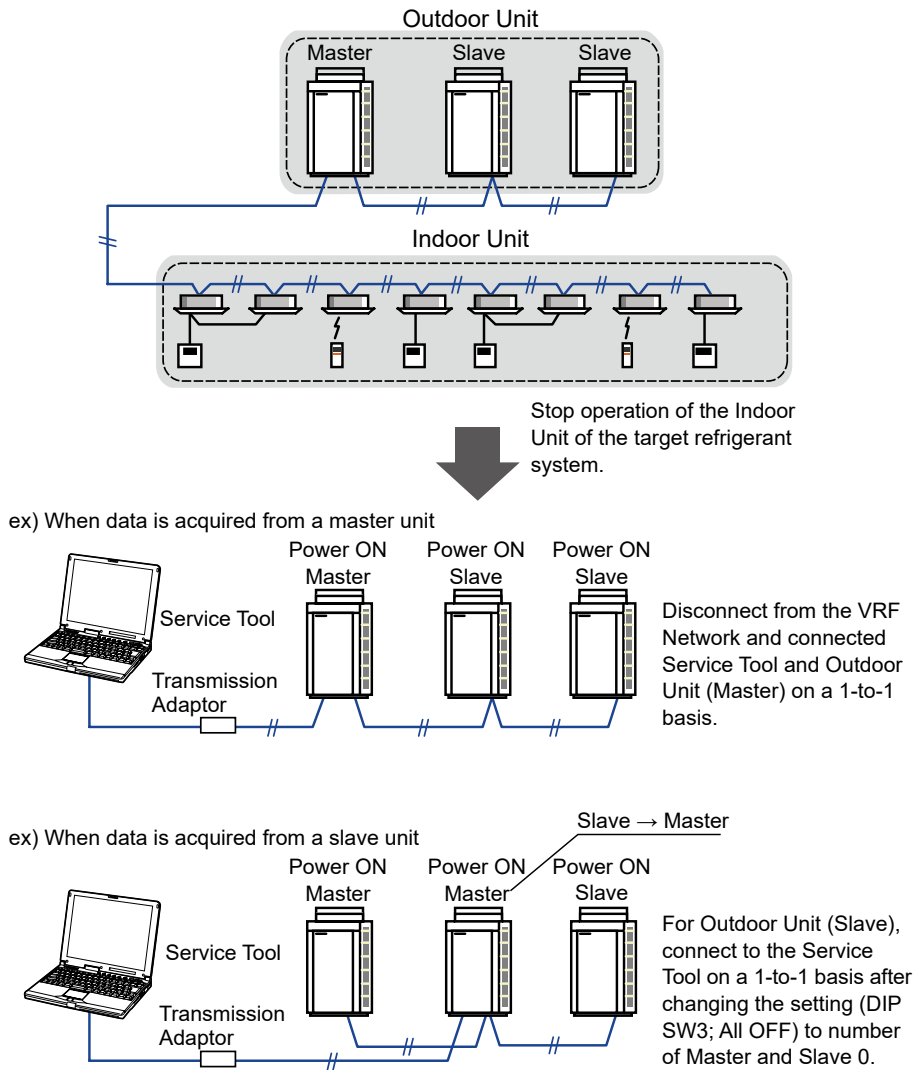 Outdoor Unit
Master Slave Slave
Indoor Unit
Stop operation of the Indoor
Unit of the target refrigerant
system.
ex) When data is acquired from a master unit
Power ON Power ON Power ON
Master Slave Slave
Service Tool
Transmission
Adaptor
Disconnect from the VRF
Network and connected
Service Tool and Outdoor
Unit (Master) on a 1-to-1
basis.
ex) When data is acquired from a slave unit
Slave → Master
Power ON Power ON Power ON
Master Master Slave
Service Tool
Transmission
Adaptor
For Outdoor Unit (Slave),
connect to the Service
Tool on a 1-to-1 basis after
changing the setting (DIP
SW3; All OFF) to number
of Master and Slave 0.